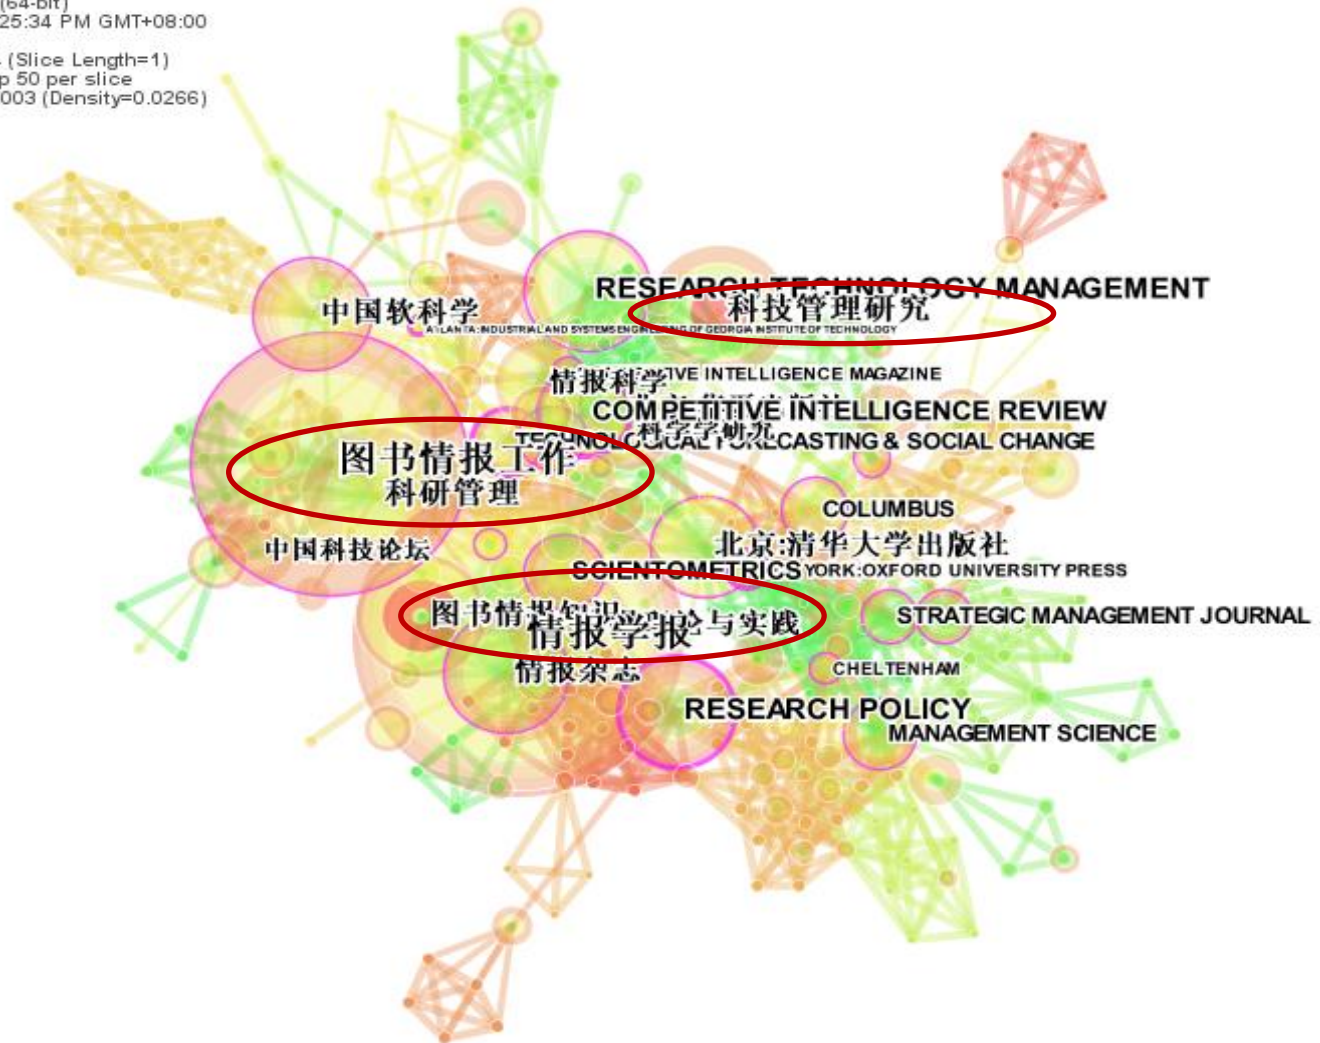 (64-bit)
25:34 PM GMT+08:00
(Slice Length=1)
p 50 per slice
003 (Density=0.0266)
RESEARCH TECHNOLOGY MANAGEMENT
中国软科学
科技管理研究
ATLANTA:INDUSTRIAL AND SYSTEMS ENGINEERING OF GEORGIA INSTITUTE OF TECHNOLOGY
情报科学
INTELLIGENCE MAGAZINE
COMPETITIVE INTELLIGENCE REVIEW
科学学研究
TECHNOLOGICAL FORECASTING & SOCIAL CHANGE
图书情报工作
科研管理
COLUMBUS
中国科技论坛
北京:清华大学出版社
SCIENTOMETRICS
YORK:OXFORD UNIVERSITY PRESS
图书情报知识
论与实践
STRATEGIC MANAGEMENT JOURNAL
情报学报
情报杂志
CHELTENHAM
RESEARCH POLICY
MANAGEMENT SCIENCE